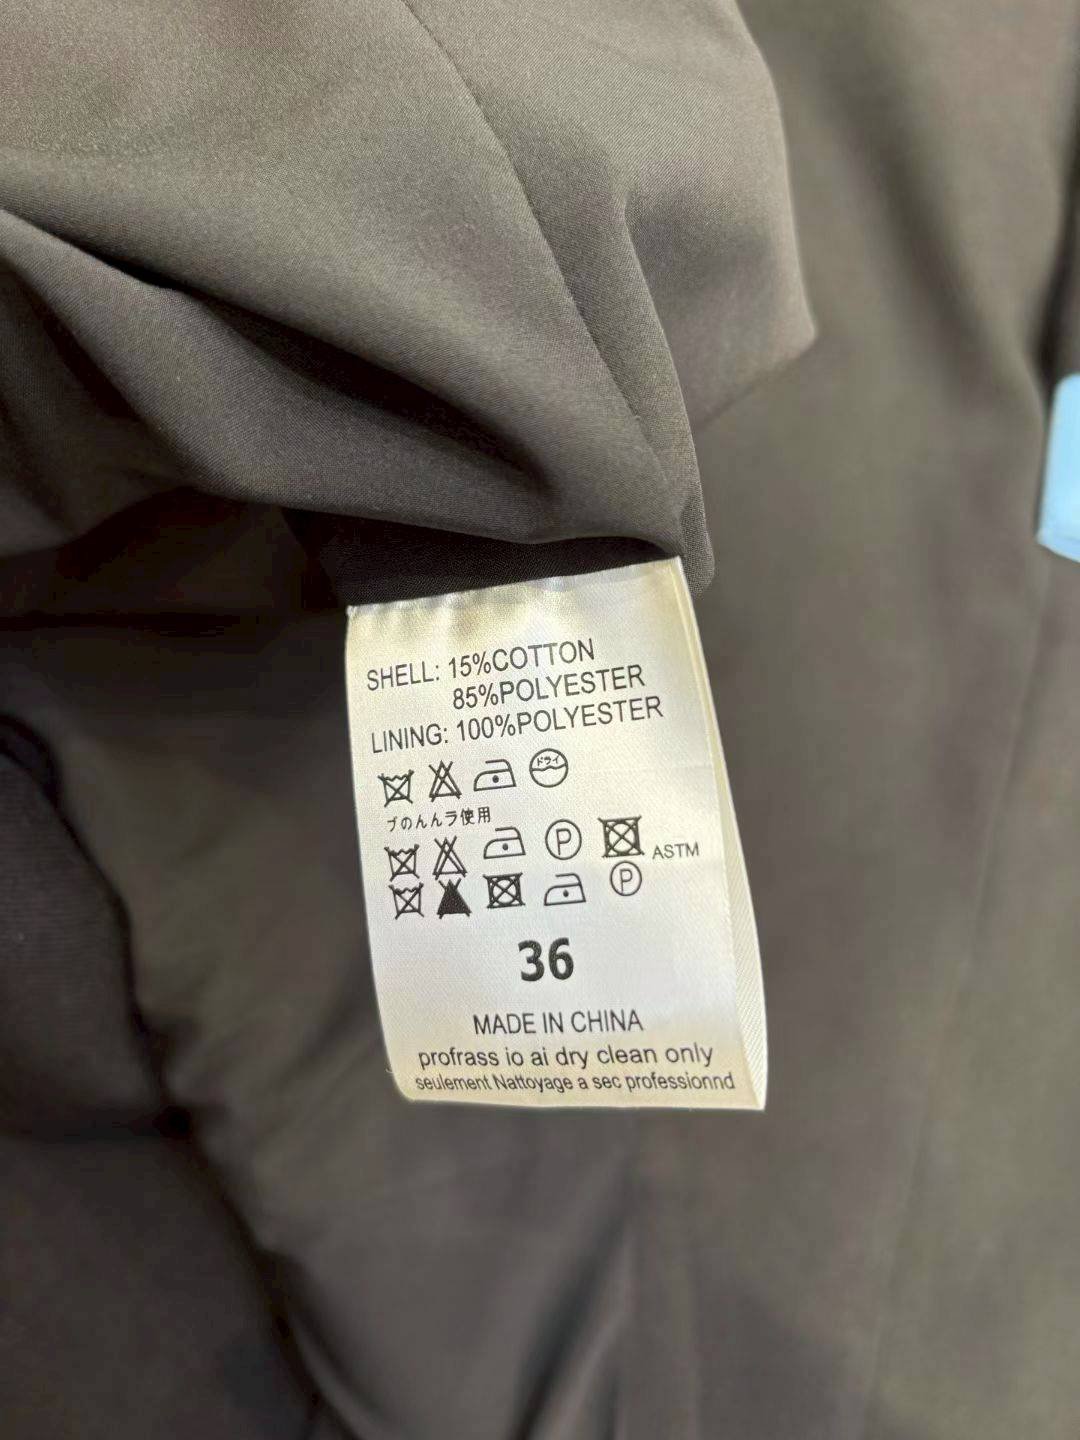 SHELL: 15%COTTON
85%POLYESTER
LINING: 100%POLYESTER
ドライ
ブのんんラ使用
P
ASTM
P
36
MADE IN CHINA
profrass io ai dry clean only
seulement Nattoyage a sec professionnd